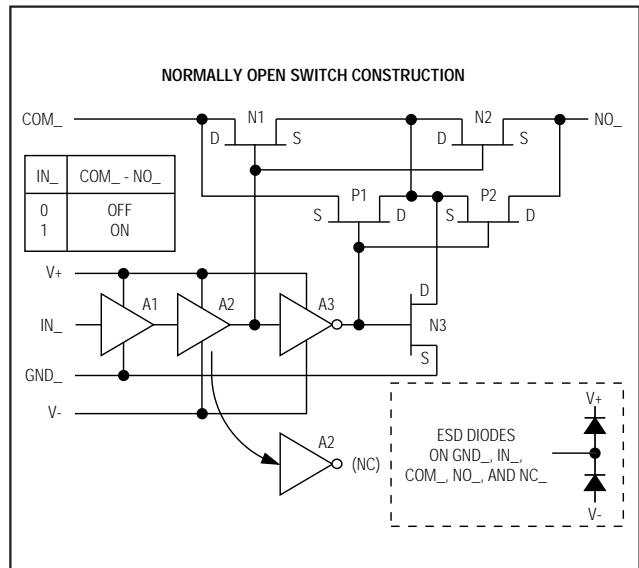 NORMALLY OPEN SWITCH CONSTRUCTION
COM_
N1
N2
NO_
D
S
D
S
IN_ COM_ - NO_
0 OFF
1 ON
P1
P2
S
D
S
D
V+
A1
A2
A3
D
IN_
N3
S
GND_
V-
A2
(NC)
V+
ESD DIODES
ON GND_, IN_,
COM_, NO_, AND NC_
V-